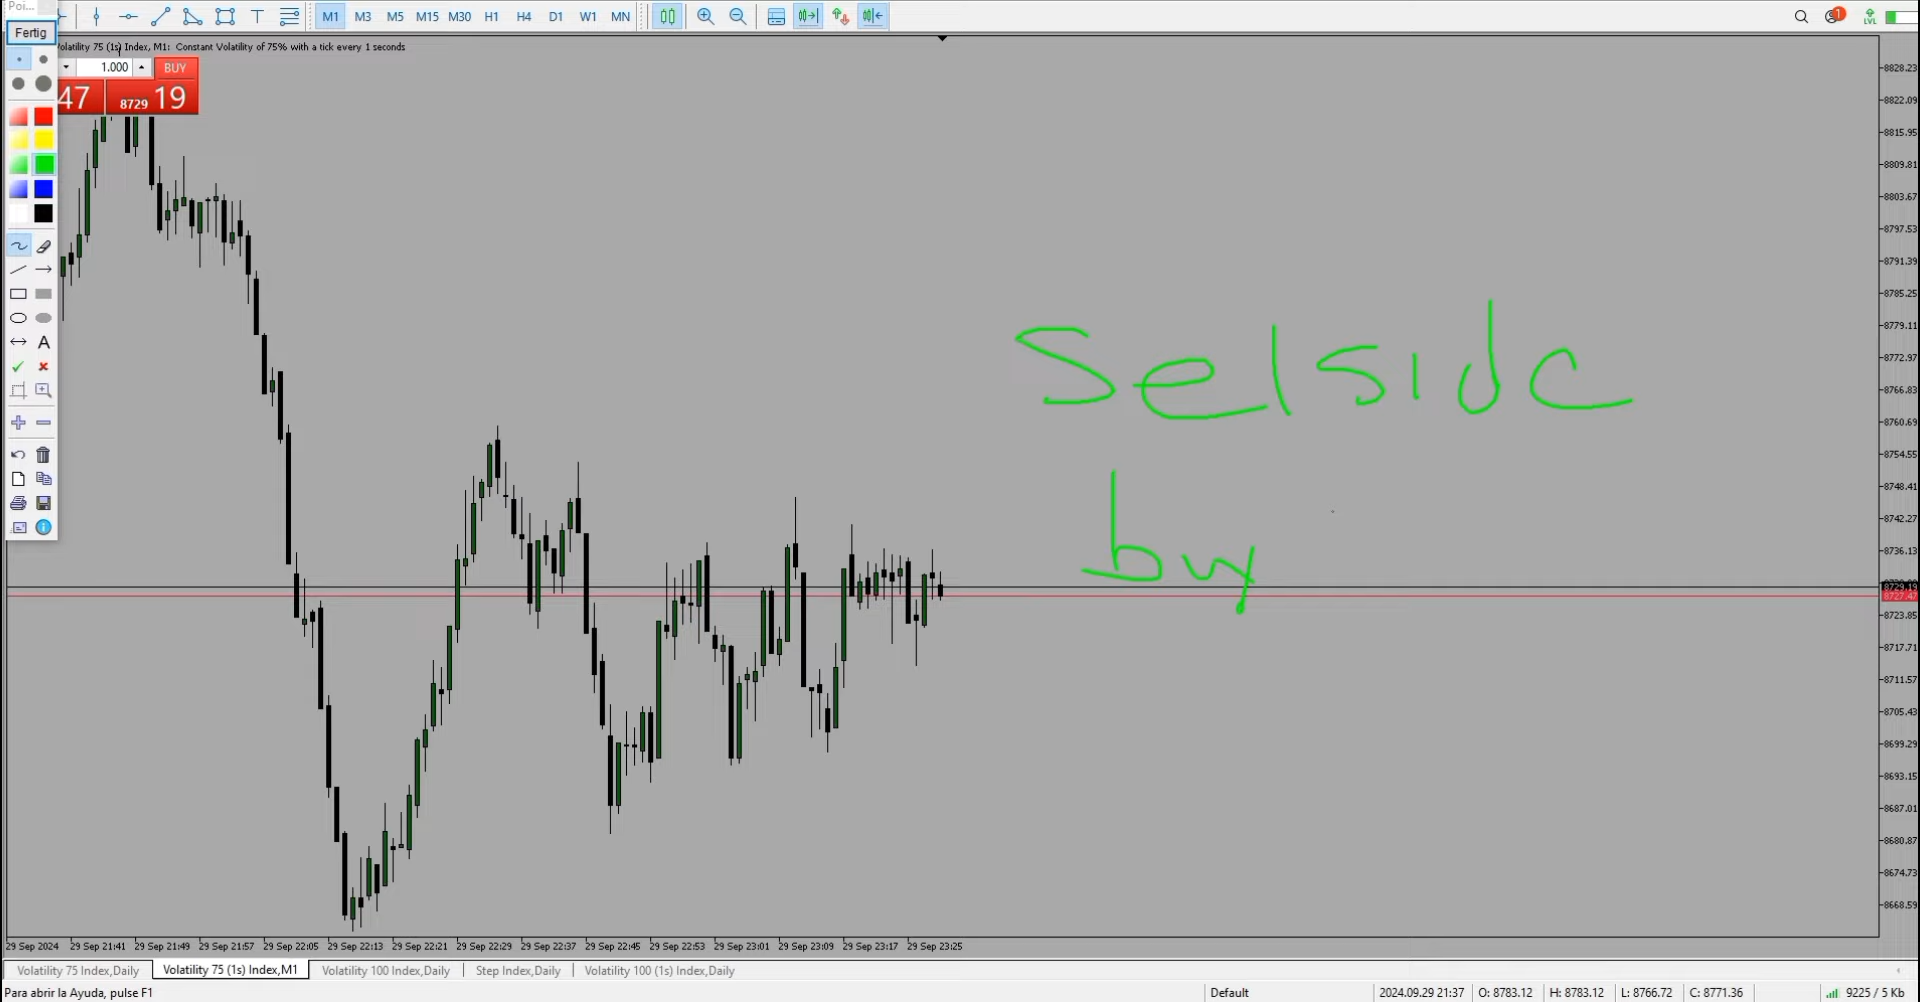 Poi...
Fertig
M1 M3 M5 M15 M30 H1 H4 D1 W1 MN
1
LVL
Volatility 75 (1s) Index, M1: Constant Volatility of 75% with a tick every 1 seconds
1.000 BUY
47 8729 19
8828.23
8822.09
8815.95
8809.81
8803.67
8797.53
8791.39
8785.25
8779.11
8772.97
8766.83
8760.69
8754.55
8748.41
8742.27
8736.13
8729.19
8727.47
8723.85
8717.71
8711.57
8705.43
8699.29
8693.15
8687.01
8680.87
8674.73
8668.59
Selsidc
buy
29 Sep 2024 29 Sep 21:41 29 Sep 21:49 29 Sep 21:57 29 Sep 22:05 29 Sep 22:13 29 Sep 22:21 29 Sep 22:29 29 Sep 22:37 29 Sep 22:45 29 Sep 22:53 29 Sep 23:01 29 Sep 23:09 29 Sep 23:17 29 Sep 23:25
Volatility 75 Index,Daily Volatility 75 (1s) Index,M1 Volatility 100 Index,Daily Step Index,Daily Volatility 100 (1s) Index,Daily
Para abrir la Ayuda, pulse F1 Default 2024.09.29 21:37 O: 8783.12 H: 8783.12 L: 8766.72 C: 8771.36 9225 / 5 Kb